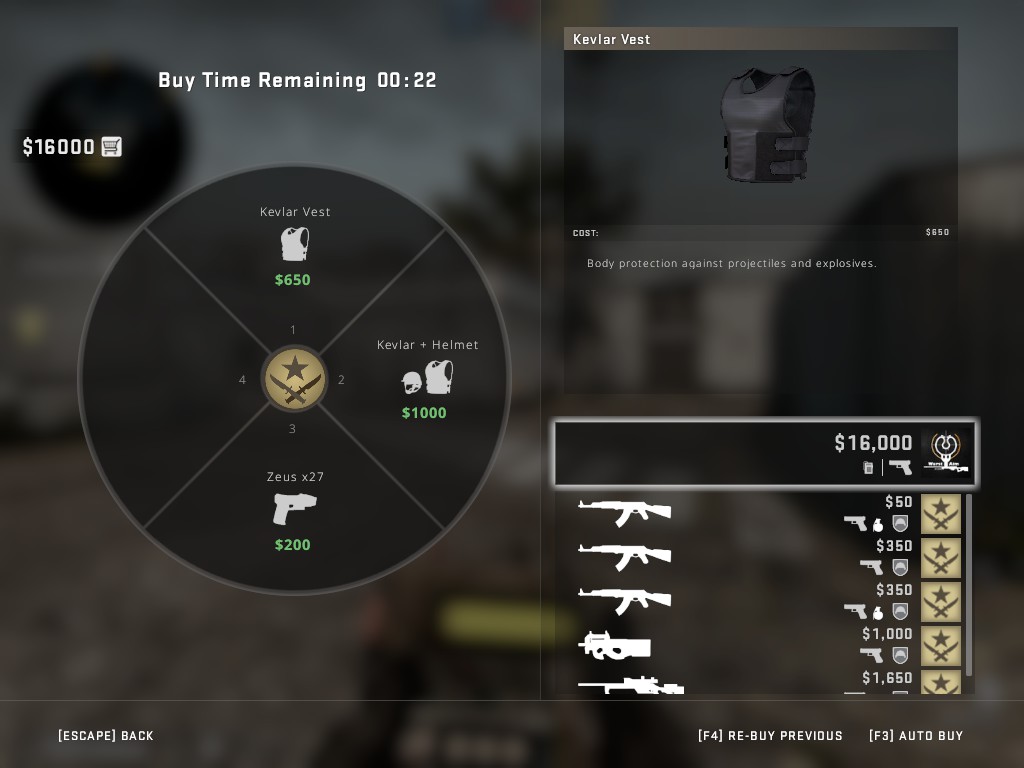 Buy Time Remaining 00:22
$16000
Kevlar Vest
$650
1
Kevlar + Helmet
$1000
4
2
3
Zeus x27
$200
Kevlar Vest
COST:
$650
Body protection against projectiles and explosives.
$16,000
$50
$350
$350
$1,000
$1,650
[ESCAPE] BACK
[F4] RE-BUY PREVIOUS
[F3] AUTO BUY